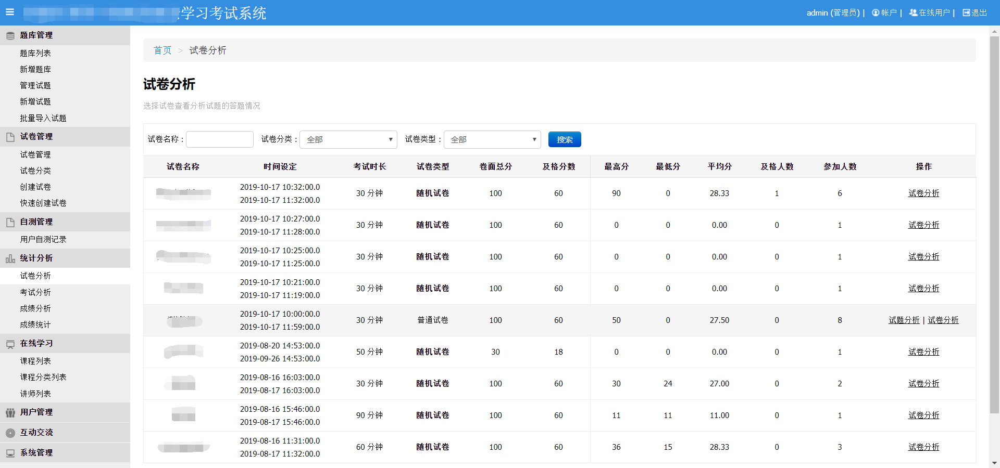 学习考试系统
admin (管理员) | 帐户 | 在线用户 | 退出
题库管理
题库列表
新增题库
管理试题
新增试题
批量导入试题
试卷管理
试卷管理
试卷分类
创建试卷
快速创建试卷
自测管理
用户自测记录
统计分析
试卷分析
考试分析
成绩分析
成绩统计
在线学习
课程列表
课程分类列表
讲师列表
用户管理
互动交流
系统管理
首页 > 试卷分析
试卷分析
选择试卷查看分析试题的答题情况
试卷名称： 试卷分类： 全部 试卷类型： 全部 搜索
试卷名称 时间设定 考试时长 试卷类型 卷面总分 及格分数 最高分 最低分 平均分 及格人数 参加人数 操作
2019-10-17 10:32:00.0
2019-10-17 11:32:00.0
30 分钟 随机试卷 100 60 90 0 28.33 1 6 试卷分析
2019-10-17 10:27:00.0
2019-10-17 11:28:00.0
30 分钟 随机试卷 100 60 0 0 0.00 0 1 试卷分析
2019-10-17 10:25:00.0
2019-10-17 11:25:00.0
30 分钟 随机试卷 100 60 0 0 0.00 0 1 试卷分析
2019-10-17 10:21:00.0
2019-10-17 11:19:00.0
30 分钟 随机试卷 100 60 0 0 0.00 0 1 试卷分析
2019-10-17 10:00:00.0
2019-10-17 11:59:00.0
30 分钟 普通试卷 100 60 50 0 27.50 0 8 试题分析 | 试卷分析
2019-08-20 14:53:00.0
2019-09-26 14:53:00.0
50 分钟 随机试卷 30 18 0 0 0.00 0 1 试卷分析
2019-08-16 16:03:00.0
2019-08-17 16:03:00.0
30 分钟 随机试卷 100 60 30 24 27.00 0 2 试卷分析
2019-08-16 15:46:00.0
2019-08-17 15:46:00.0
90 分钟 随机试卷 100 60 11 11 11.00 0 1 试卷分析
2019-08-16 11:31:00.0
2019-08-17 11:32:00.0
60 分钟 随机试卷 100 60 36 15 28.33 0 3 试卷分析